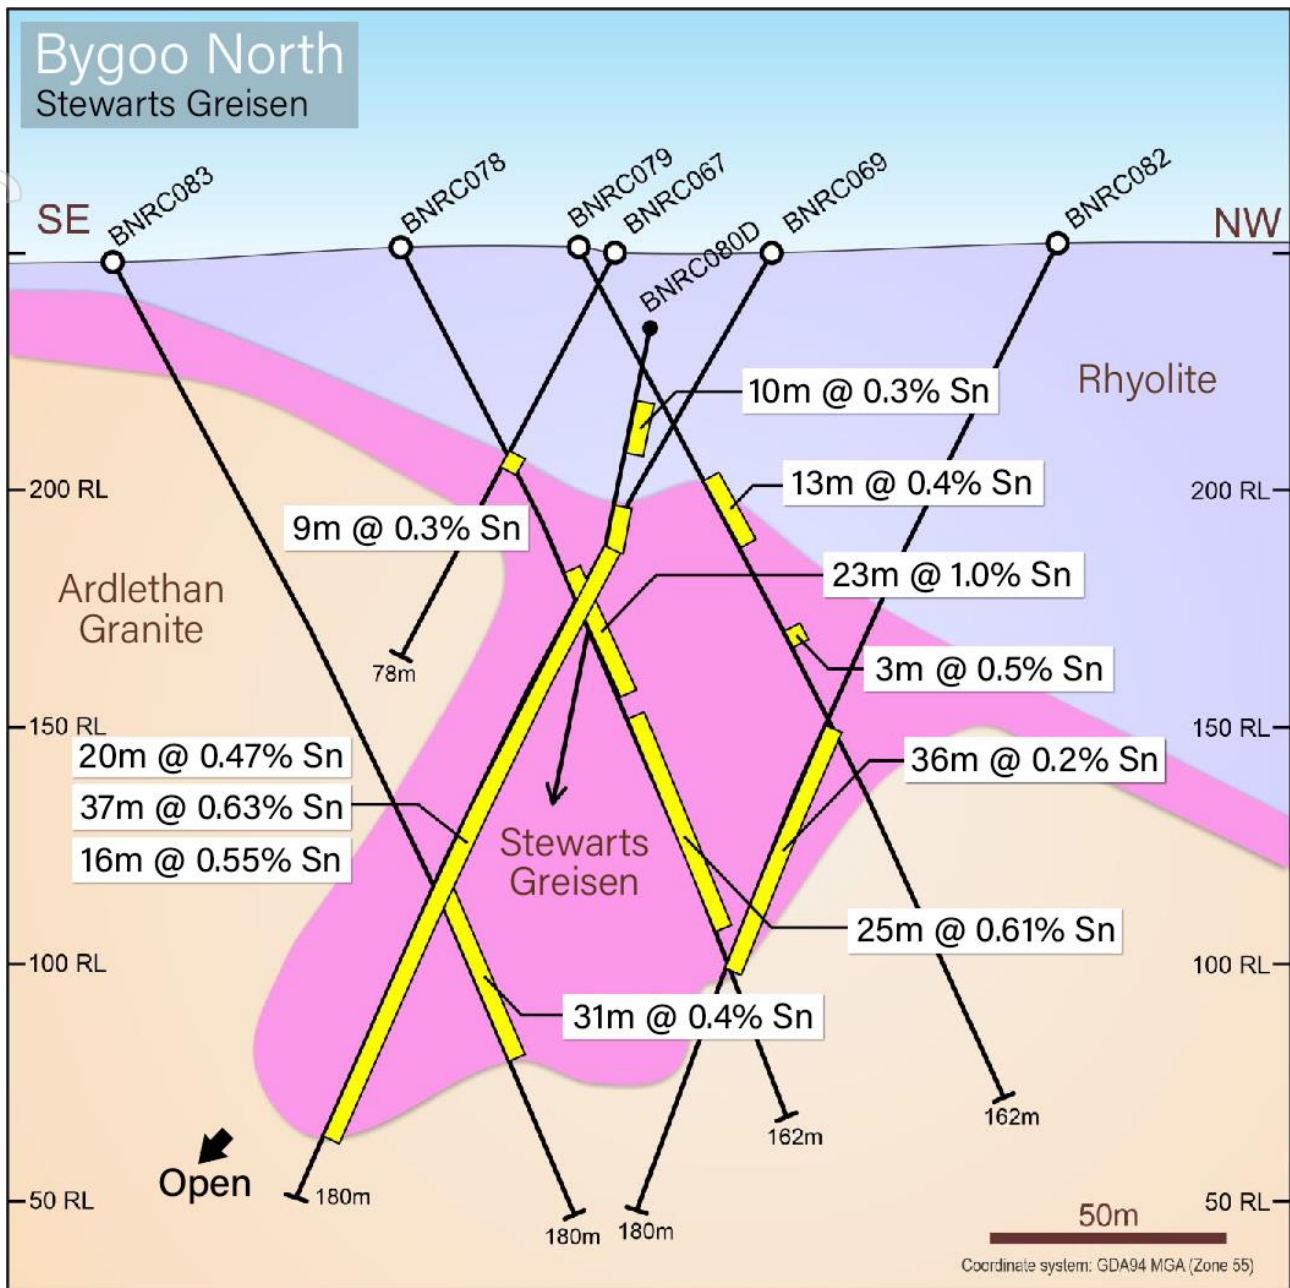 Bygoo North
Stewarts Greisen
SE
NW
BNRC083
BNRC078
BNRC079
BNRC067
BNRC080D
BNRC069
BNRC082
Rhyolite
10m @ 0.3% Sn
13m @ 0.4% Sn
200 RL
200 RL
9m @ 0.3% Sn
23m @ 1.0% Sn
Ardlethan
Granite
3m @ 0.5% Sn
78m
150 RL
150 RL
20m @ 0.47% Sn
37m @ 0.63% Sn
16m @ 0.55% Sn
36m @ 0.2% Sn
Stewarts
Greisen
25m @ 0.61% Sn
100 RL
100 RL
31m @ 0.4% Sn
162m
162m
Open
180m
50 RL
50 RL
180m
180m
50m
Coordinate system: GDA94 MGA (Zone 55)